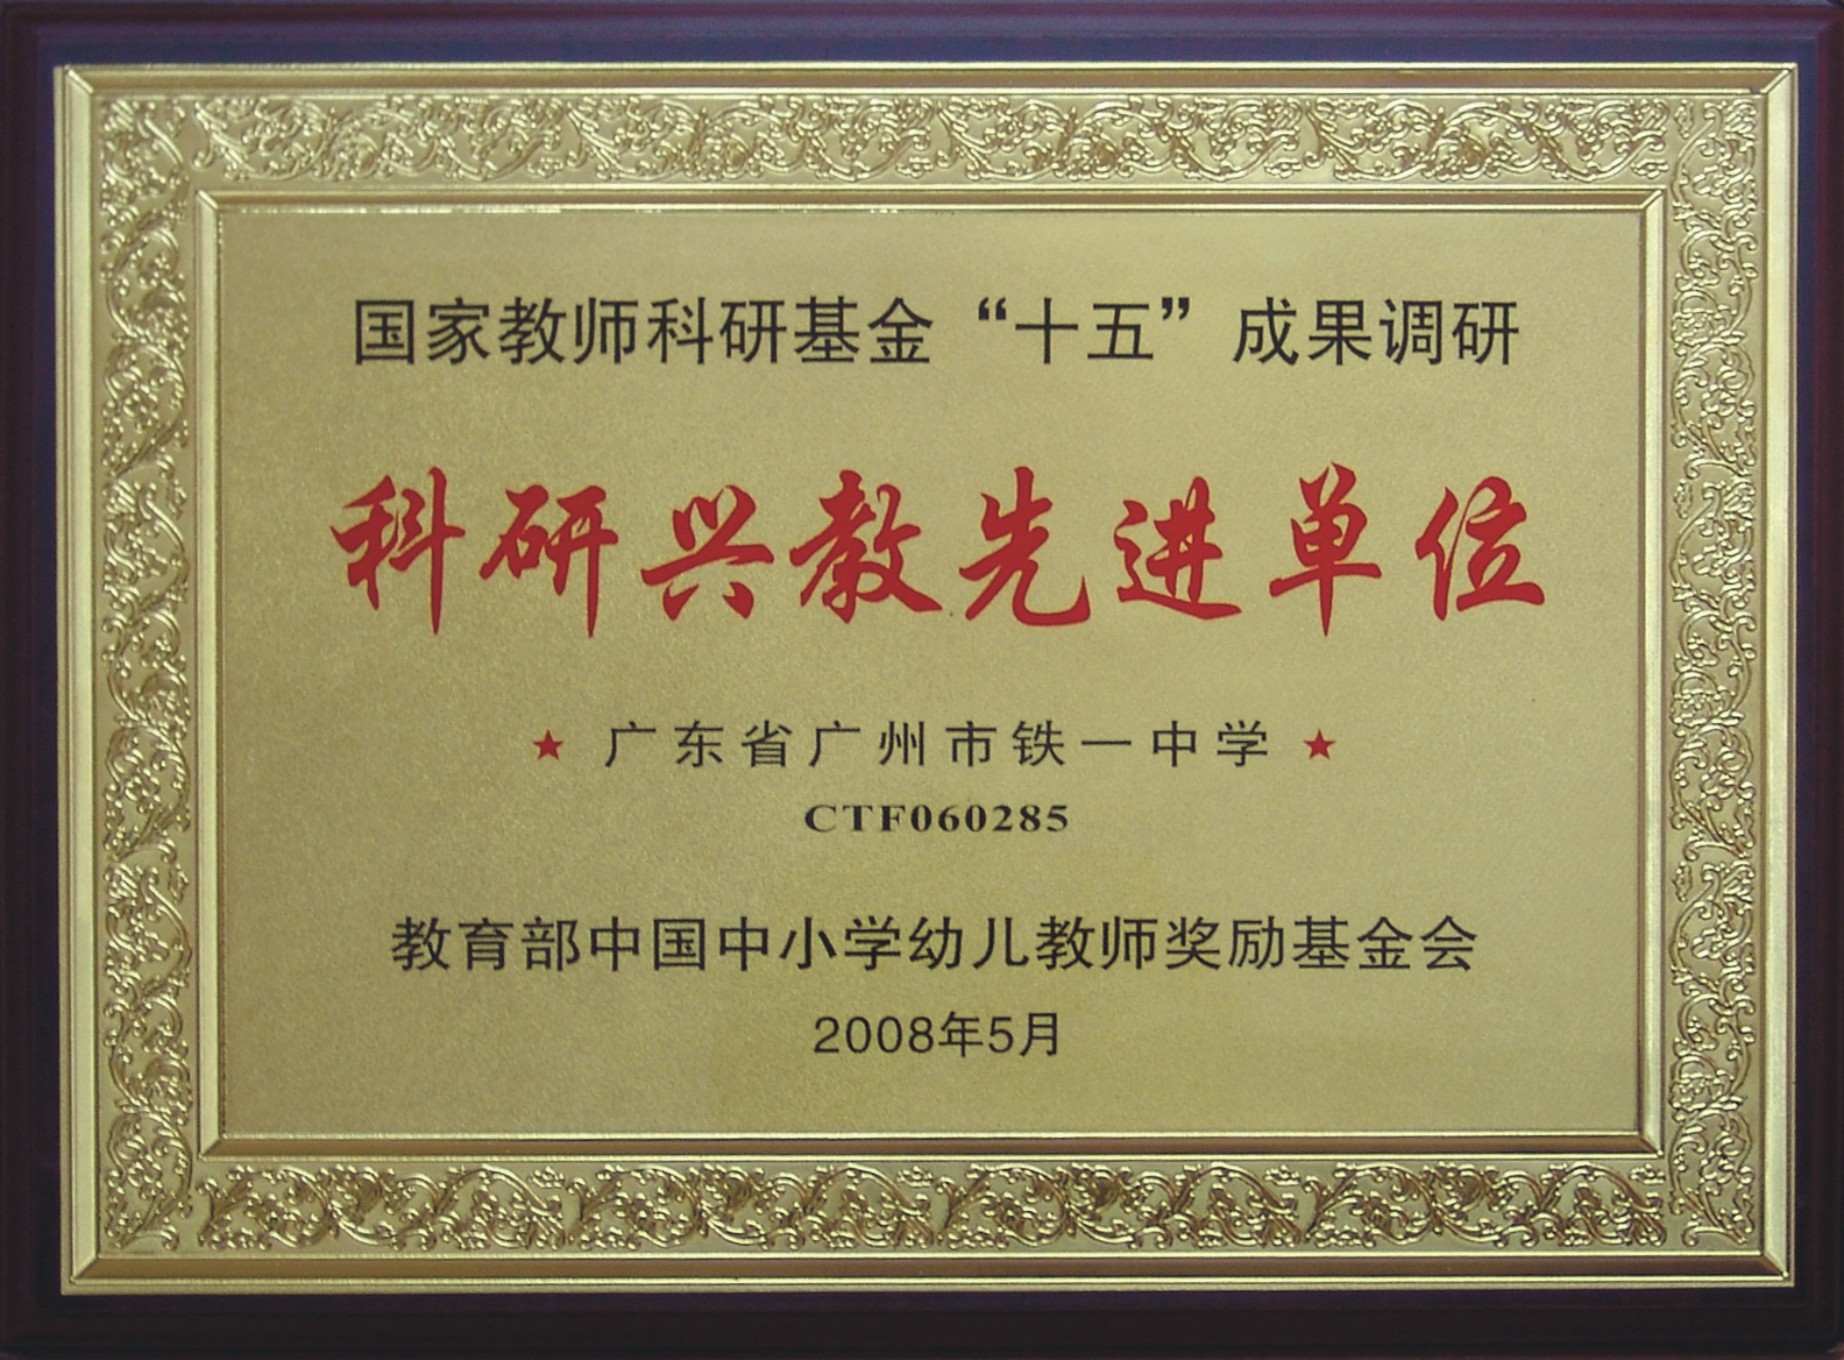 国家教师科研基金“十五”成果调研
科研兴教先进单位
★ 广东省广州市铁一中学 ★
CTF060285
教育部中国中小学幼儿教师奖励基金会
2008年5月